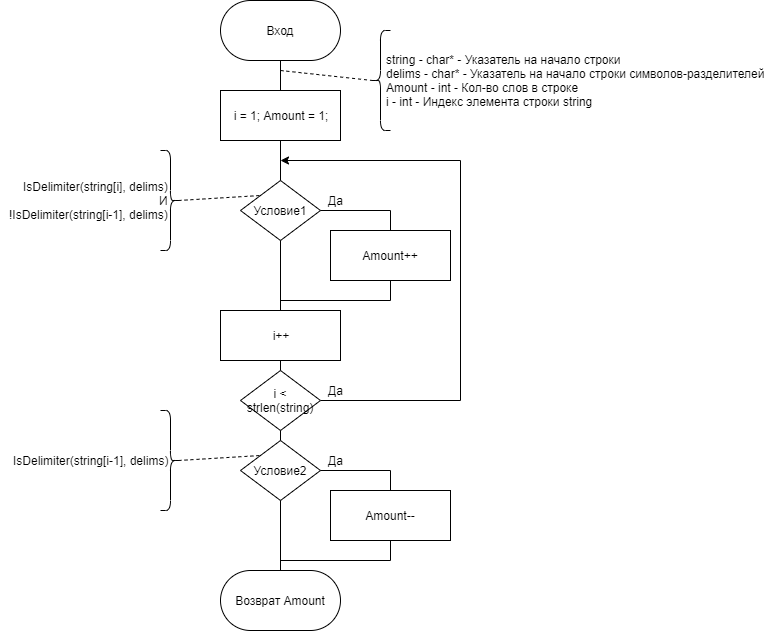 Вход
string - char* - Указатель на начало строки
delims - char* - Указатель на начало строки символов-разделителей
Amount - int - Кол-во слов в строке
i - int - Индекс элемента строки string
i = 1; Amount = 1;
IsDelimiter(string[i], delims)
И
!IsDelimiter(string[i-1], delims)
Условие1
Да
Amount++
i++
i <
strlen(string)
Да
IsDelimiter(string[i-1], delims)
Условие2
Да
Amount--
Возврат Amount